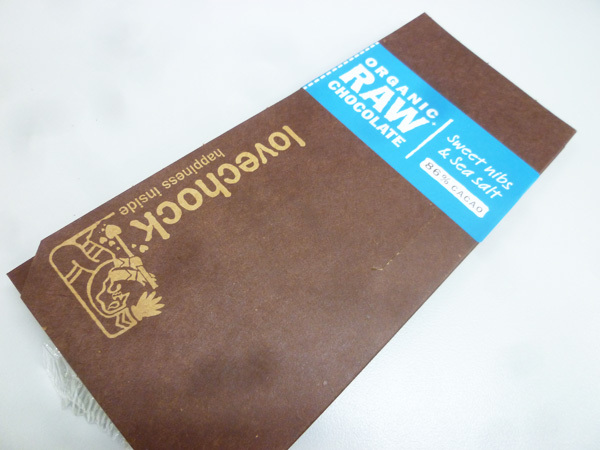 ORGANIC
RAW
CHOCOLATE
sweet nibs
& sea salt
86% CACAO
lovechock
happiness inside